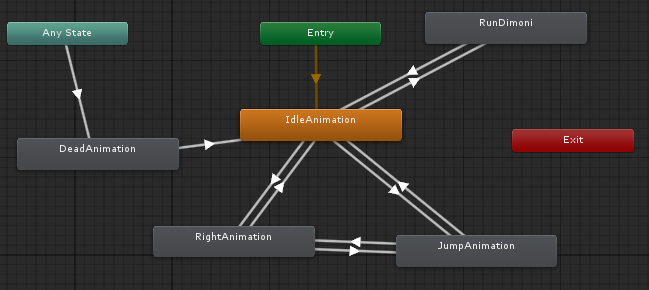 RunDimoni
Any State
Entry
IdleAnimation
Exit
DeadAnimation
RightAnimation
JumpAnimation